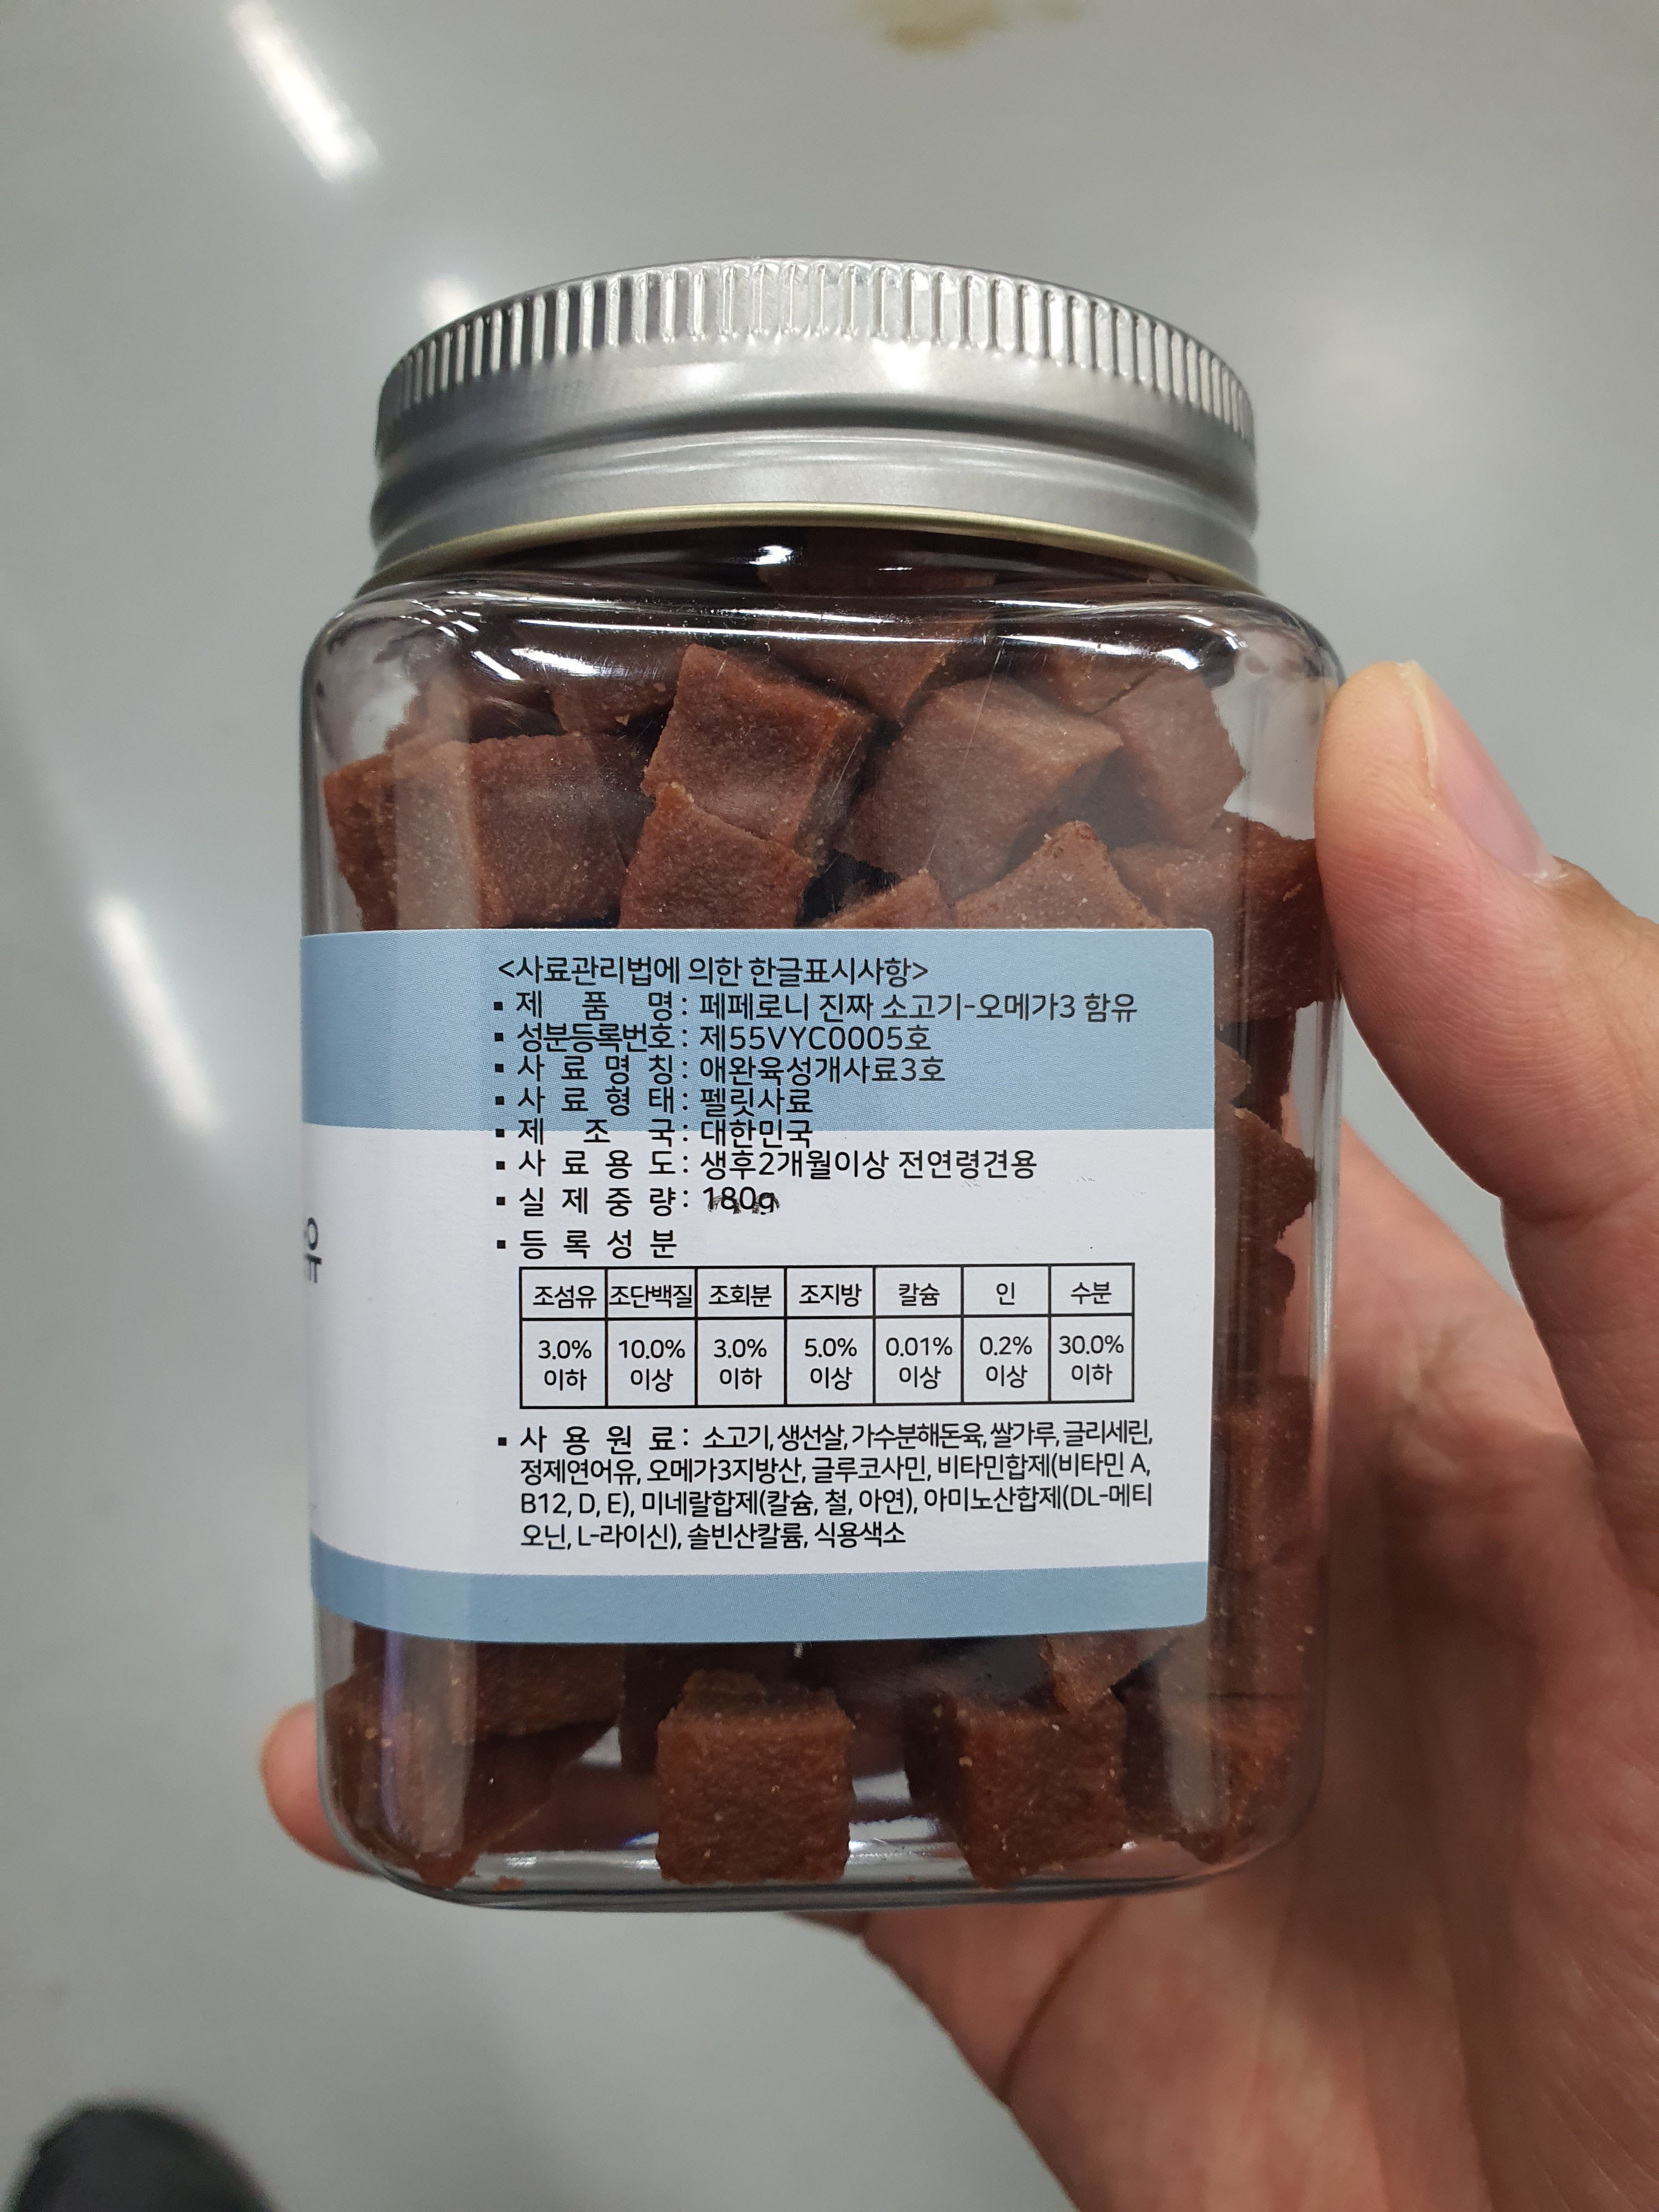 <사료관리법에 의한 한글표시사항>
▪ 제 품 명 : 페페로니 진짜 소고기-오메가3 함유
▪ 성분등록번호 : 제55VYC0005호
▪ 사 료 명 칭 : 애완육성개사료3호
▪ 사 료 형 태 : 펠릿사료
▪ 제 조 국 : 대한민국
▪ 사 료 용 도 : 생후2개월이상 전연령견용
▪ 실 제 중 량 : 180g
▪ 등 록 성 분
조섬유 조단백질 조회분 조지방 칼슘 인 수분
3.0% 10.0% 3.0% 5.0% 0.01% 0.2% 30.0%
이하 이상 이하 이상 이상 이상 이하
▪ 사 용 원 료 : 소고기, 생선살, 가수분해돈육, 쌀가루, 글리세린,
정제연어유, 오메가3지방산, 글루코사민, 비타민합제(비타민 A,
B12, D, E), 미네랄합제(칼슘, 철, 아연), 아미노산합제(DL-메티
오닌, L-라이신), 솔빈산칼륨, 식용색소